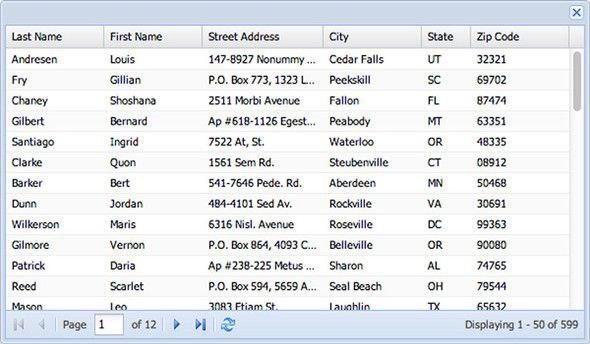 Last Name First Name Street Address City State Zip Code
Andresen Louis 147-8927 Nonummy ... Cedar Falls UT 32321
Fry Gillian P.O. Box 773, 1323 L... Peekskill SC 69702
Chaney Shoshana 2511 Morbi Avenue Fallon FL 87474
Gilbert Bernard Ap #618-1126 Egest... Peabody MT 63351
Santiago Ingrid 7522 At, St. Waterloo OR 48335
Clarke Quon 1561 Sem Rd. Steubenville CT 08912
Barker Bert 541-7646 Pede. Rd. Aberdeen MN 50468
Dunn Jordan 484-4101 Sed Av. Rockville VA 30691
Wilkerson Maris 6316 Nisl. Avenue Roseville DC 99363
Gilmore Vernon P.O. Box 864, 4093 C... Belleville OR 90080
Patrick Daria Ap #238-225 Metus ... Sharon AL 74765
Reed Scarlet P.O. Box 594, 5659 A... Seal Beach OH 79544
Mason Leo 3083 Etiam St. Laughlin TX 65632
Page 1 of 12 Displaying 1 - 50 of 599